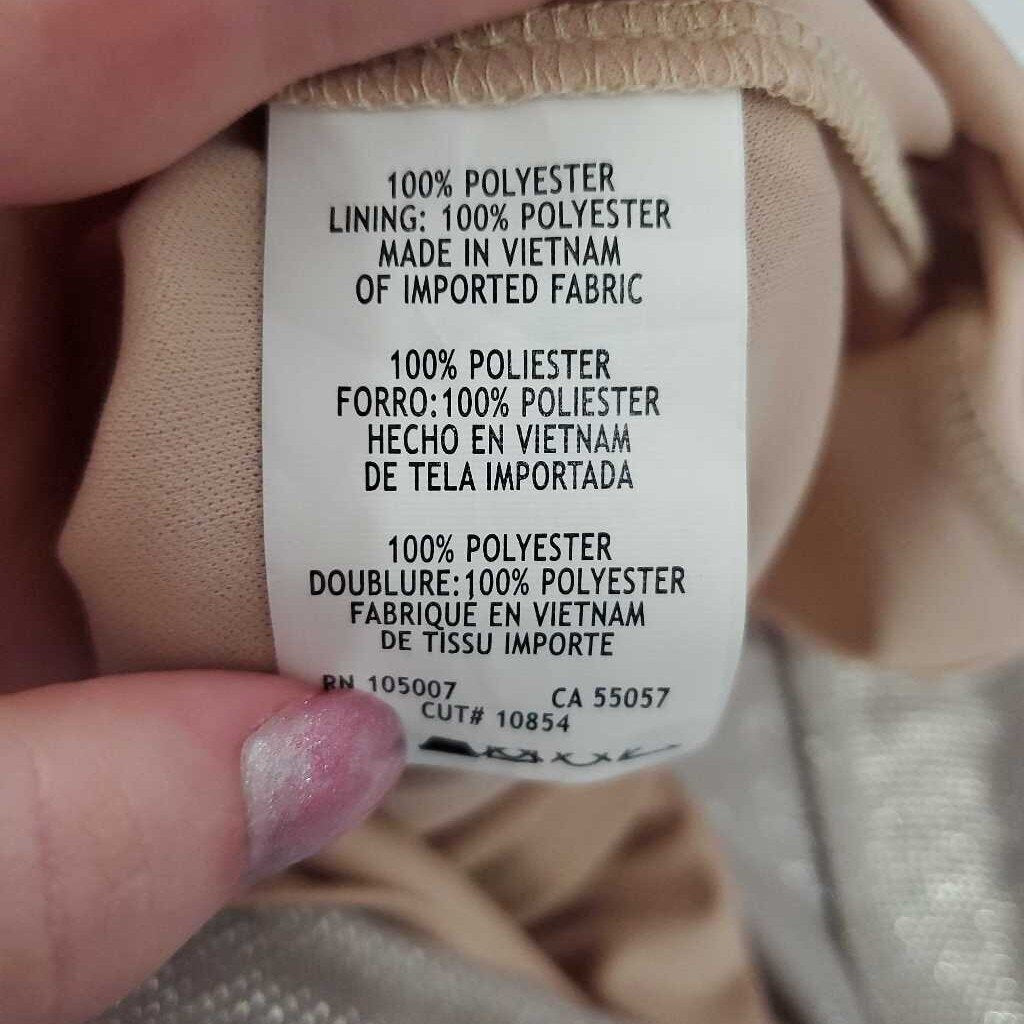 100% POLYESTER
LINING: 100% POLYESTER
MADE IN VIETNAM
OF IMPORTED FABRIC
100% POLIESTER
FORRO:100% POLIESTER
HECHO EN VIETNAM
DE TELA IMPORTADA
100% POLYESTER
DOUBLURE:100% POLYESTER
FABRIQUÉ EN VIETNAM
DE TISSU IMPORTE
RN 105007 CA 55057
CUT# 10854